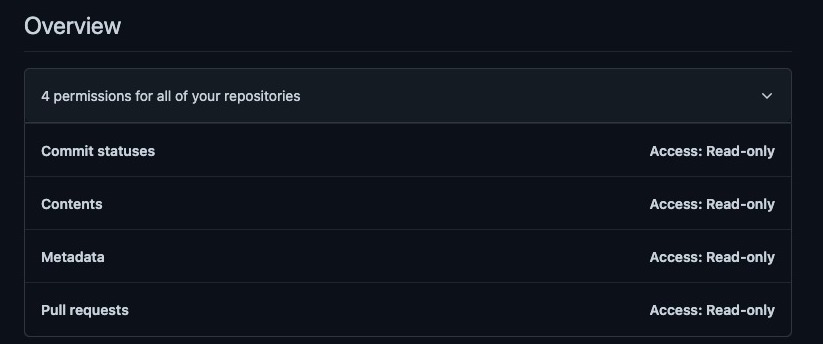 Overview
4 permissions for all of your repositories
Commit statuses Access: Read-only
Contents Access: Read-only
Metadata Access: Read-only
Pull requests Access: Read-only